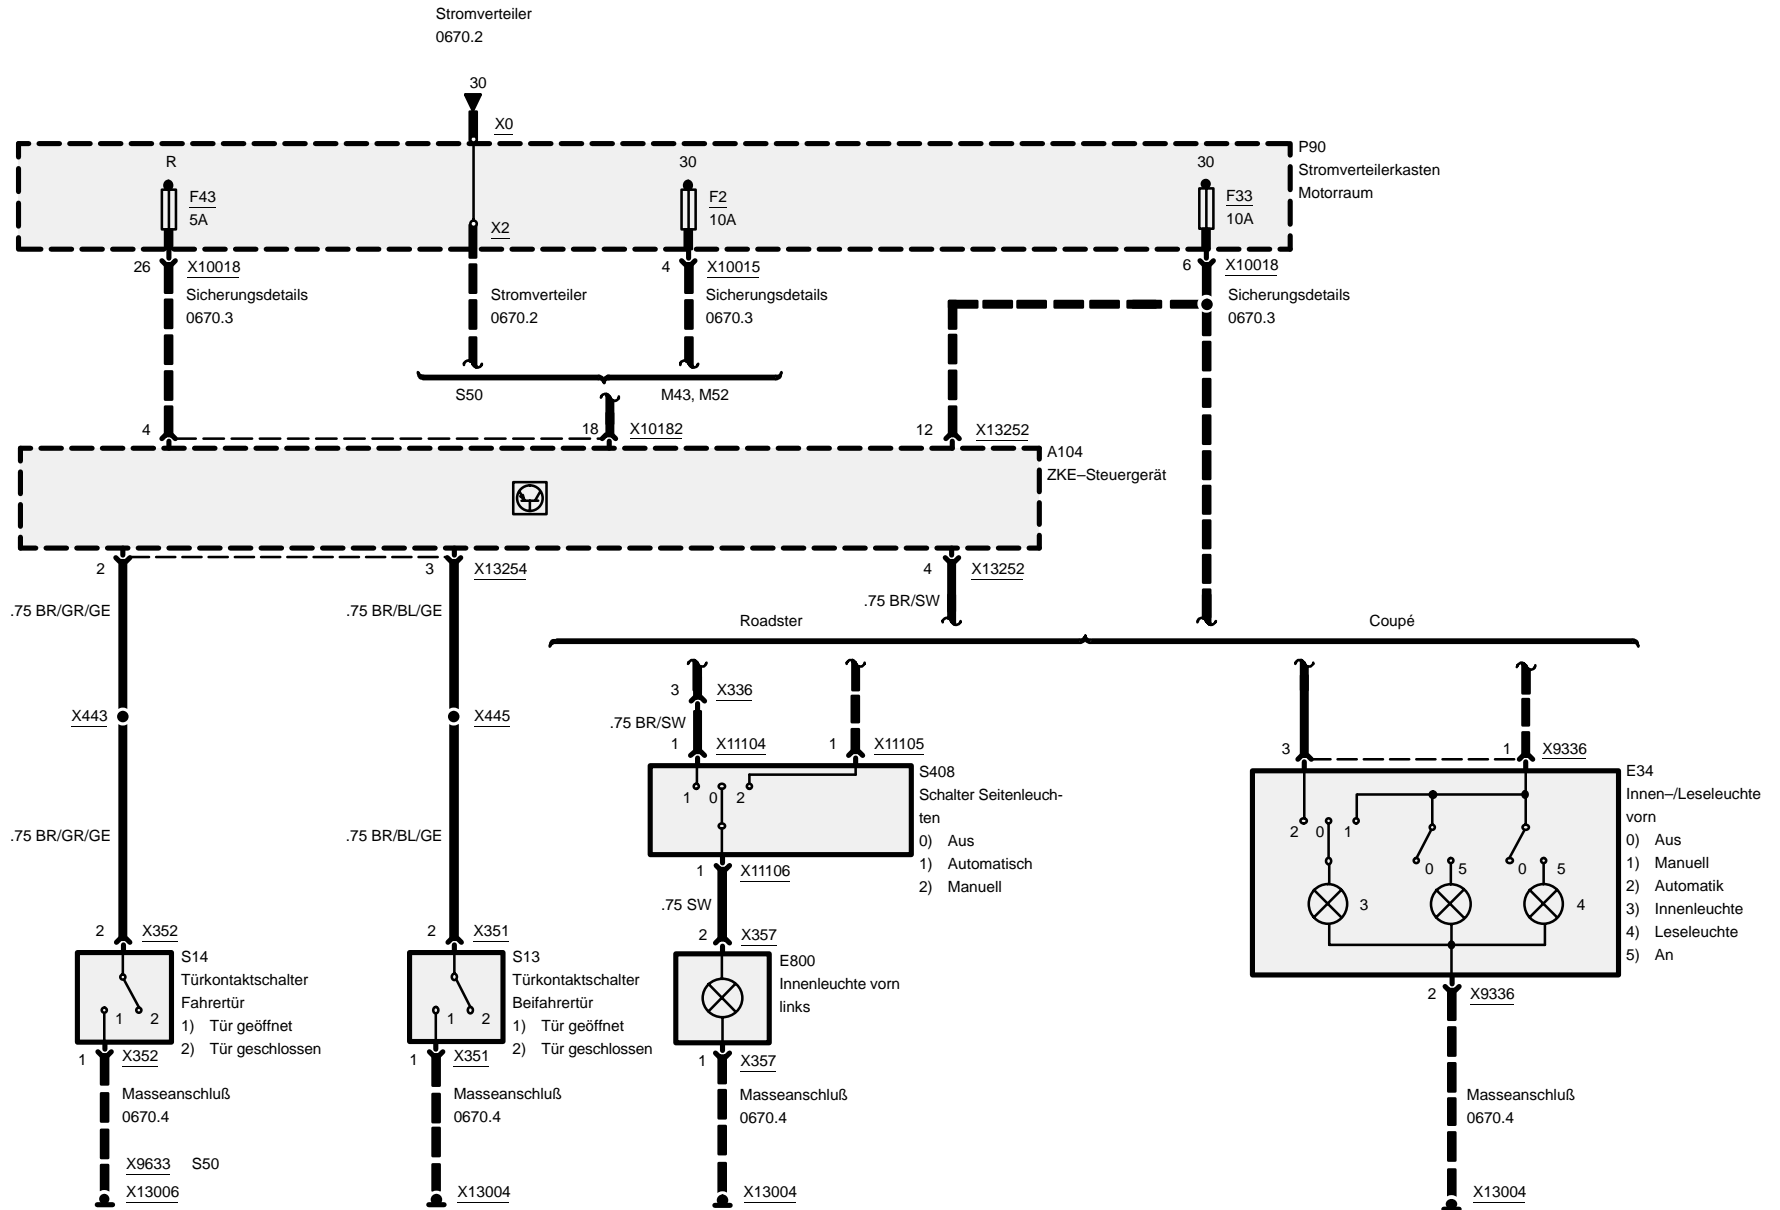 Stromverteiler
0670.2
30
X0
P90
Stromverteilerkasten
Motorraum
R
F43
5A
X2
30
F2
10A
30
F33
10A
26 X10018
Sicherungsdetails
0670.3
Stromverteiler
0670.2
4 X10015
Sicherungsdetails
0670.3
6 X10018
Sicherungsdetails
0670.3
S50
M43, M52
4
18 X10182
12 X13252
A104
ZKE–Steuergerät
2
3 X13254
4 X13252
.75 BR/GR/GE
.75 BR/BL/GE
.75 BR/SW
Roadster
Coupé
X443
X445
3 X336
.75 BR/SW
1 X11104
1 X11105
3
1 X9336
S408
Schalter Seitenleuch-
ten
0) Aus
1) Automatisch
2) Manuell
1 0 2
E34
Innen–/Leseleuchte
vorn
0) Aus
1) Manuell
2) Automatik
3) Innenleuchte
4) Leseleuchte
5) An
2 0 1
0 5
0 5
3
4
.75 BR/GR/GE
.75 BR/BL/GE
1 X11106
.75 SW
2 X352
2 X351
2 X357
S14
Türkontaktschalter
Fahrertür
1) Tür geöffnet
2) Tür geschlossen
1 2
S13
Türkontaktschalter
Beifahrertür
1) Tür geöffnet
2) Tür geschlossen
1 2
E800
Innenleuchte vorn
links
2 X9336
1 X352
1 X351
1 X357
Masseanschluß
0670.4
Masseanschluß
0670.4
Masseanschluß
0670.4
Masseanschluß
0670.4
X9633 S50
X13006
X13004
X13004
X13004